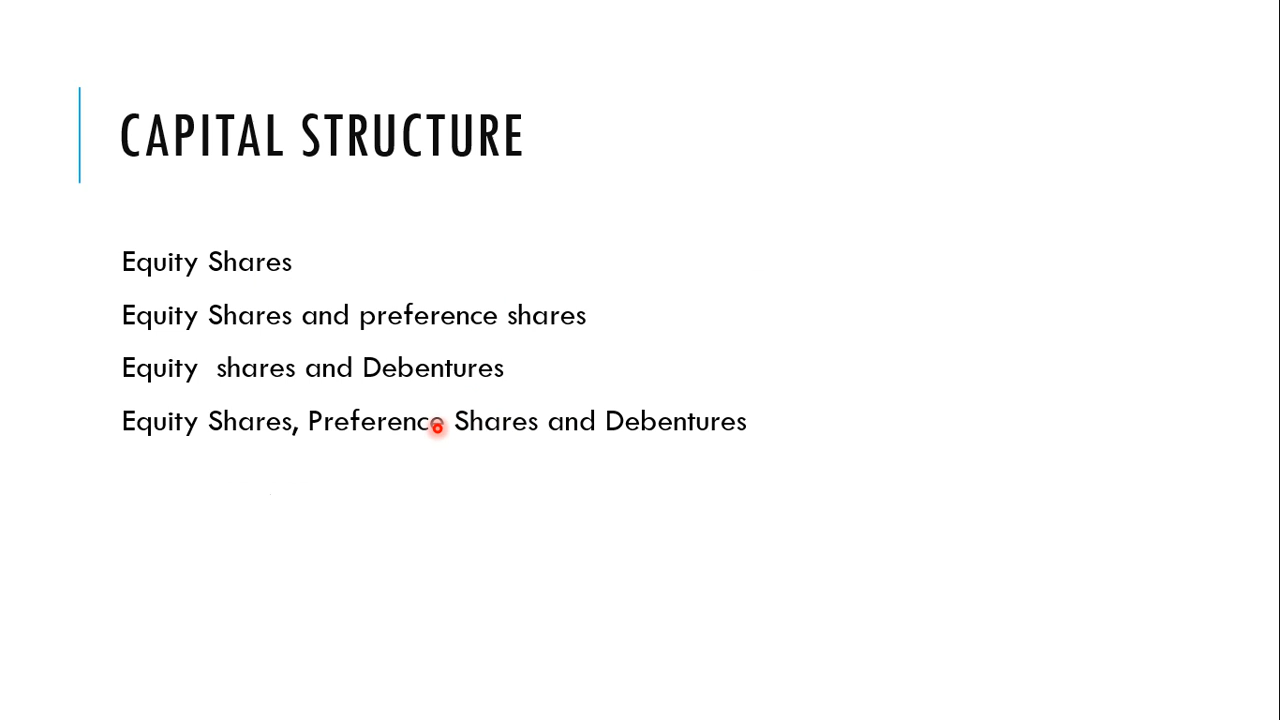 CAPITAL STRUCTURE
Equity Shares
Equity Shares and preference shares
Equity  shares and Debentures
Equity Shares, Preference Shares and Debentures